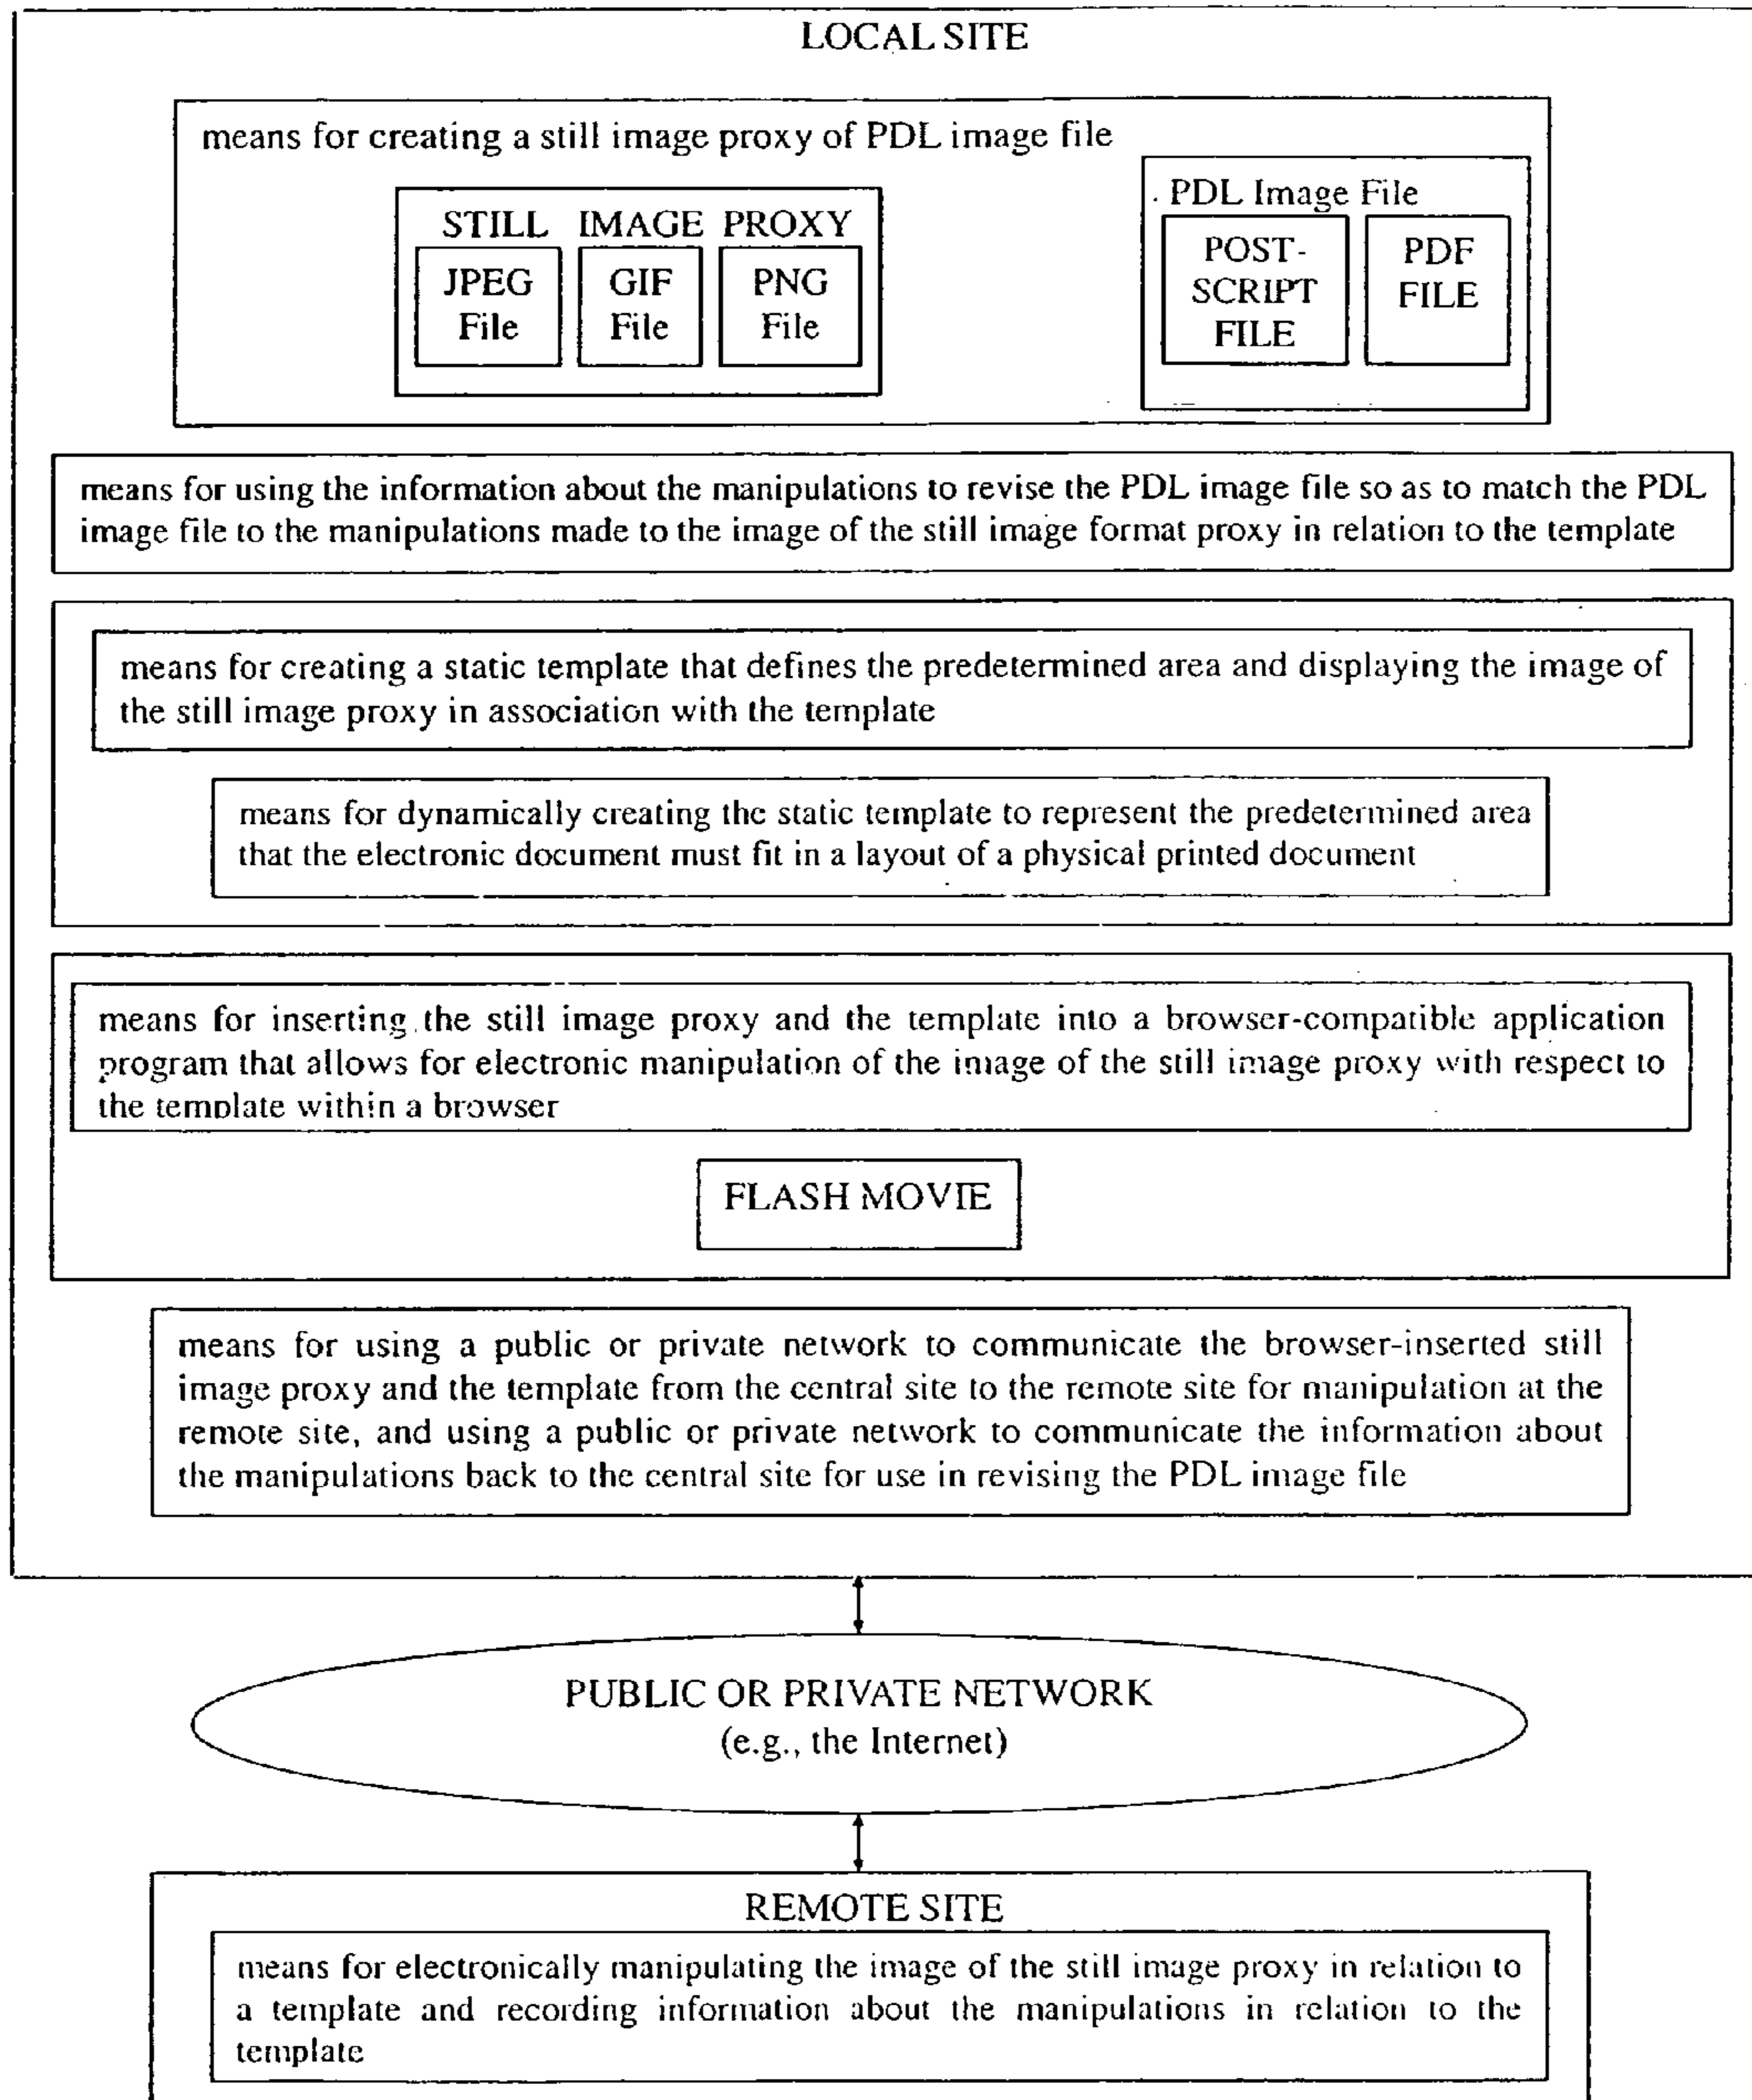 LOCAL SITE
means for creating a still image proxy of PDL image file
STILL IMAGE PROXY
JPEG File
GIF File
PNG File
PDL Image File
POST-
SCRIPT
FILE
PDF
FILE
means for using the information about the manipulations to revise the PDL image file so as to match the PDL
image file to the manipulations made to the image of the still image format proxy in relation to the template
means for creating a static template that defines the predetermined area and displaying the image of
the still image proxy in association with the template
means for dynamically creating the static template to represent the predetermined area
that the electronic document must fit in a layout of a physical printed document
means for inserting the still image proxy and the template into a browser-compatible application
program that allows for electronic manipulation of the image of the still image proxy with respect to
the template within a browser
FLASH MOVIE
means for using a public or private network to communicate the browser-inserted still
image proxy and the template from the central site to the remote site for manipulation at the
remote site, and using a public or private network to communicate the information about
the manipulations back to the central site for use in revising the PDL image file
PUBLIC OR PRIVATE NETWORK
(e.g., the Internet)
REMOTE SITE
means for electronically manipulating the image of the still image proxy in relation to
a template and recording information about the manipulations in relation to the
template